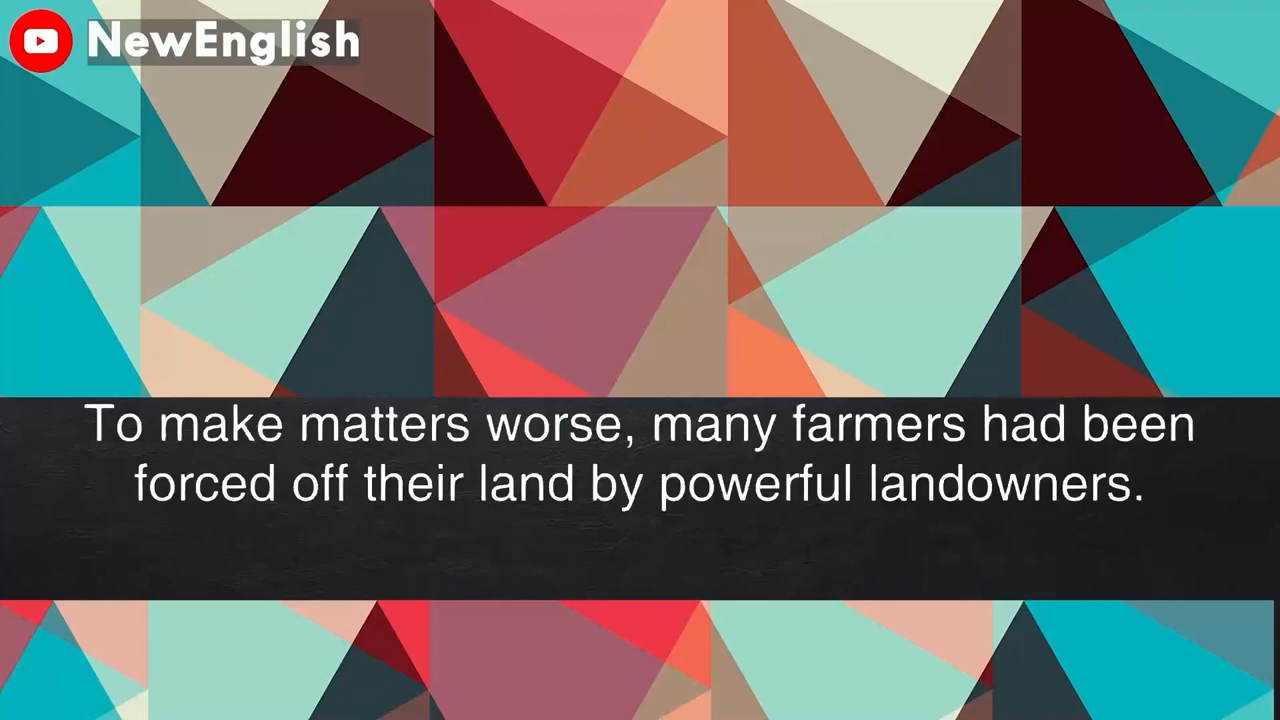 NewEnglish
To make matters worse, many farmers had been
forced off their land by powerful landowners.